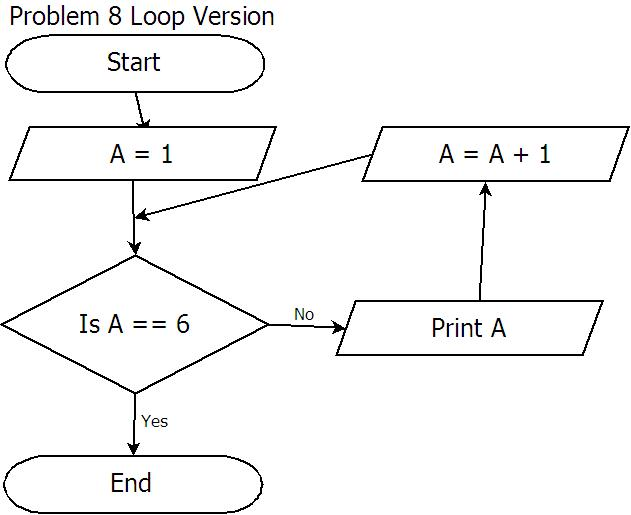 Problem 8 Loop Version
Start
A = 1
A = A + 1
Is A == 6
No
Print A
Yes
End